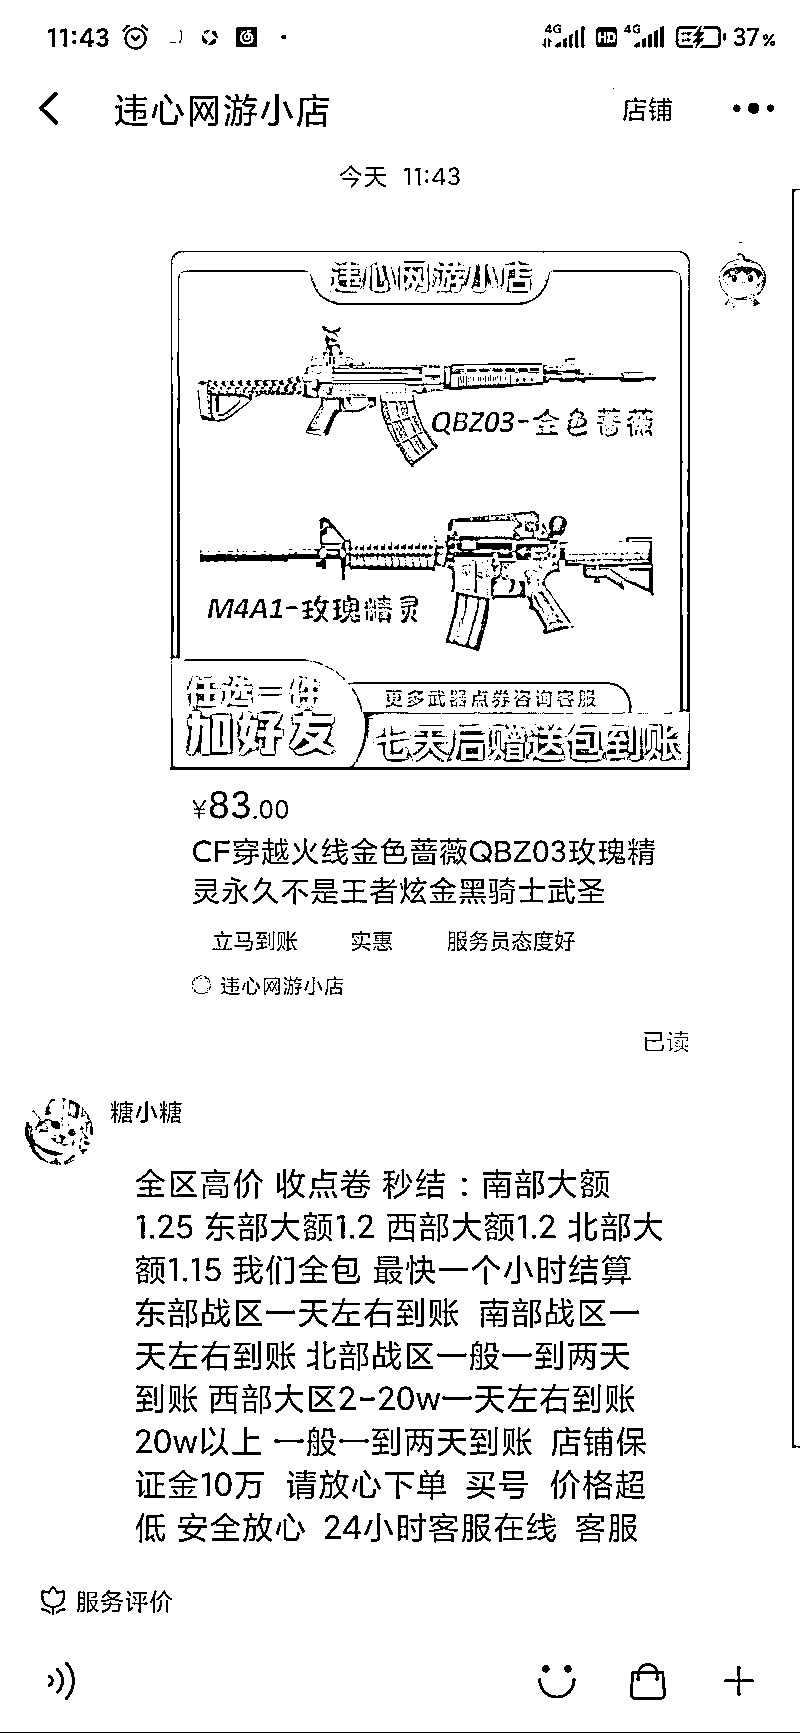 11:43 4G HD 4G 37%
违心网游小店 店铺
今天 11:43
违心网游小店
QBZ03-金色蔷薇
M4A1-玫瑰精灵
任选一件
加好友
更多武器点券咨询客服
七天后赠送包到账
¥83.00
CF穿越火线金色蔷薇QBZ03玫瑰精
灵永久不是王者炫金黑骑士武圣
立马到账 实惠 服务员态度好
违心网游小店
已读
糖小糖
全区高价 收点卷 秒结：南部大额
1.25 东部大额1.2 西部大额1.2 北部大
额1.15 我们全包 最快一个小时结算
东部战区一天左右到账 南部战区一
天左右到账 北部战区一般一到两天
到账 西部大区2-20w一天左右到账
20w以上 一般一到两天到账 店铺保
证金10万 请放心下单 买号 价格超
低 安全放心 24小时客服在线 客服
服务评价